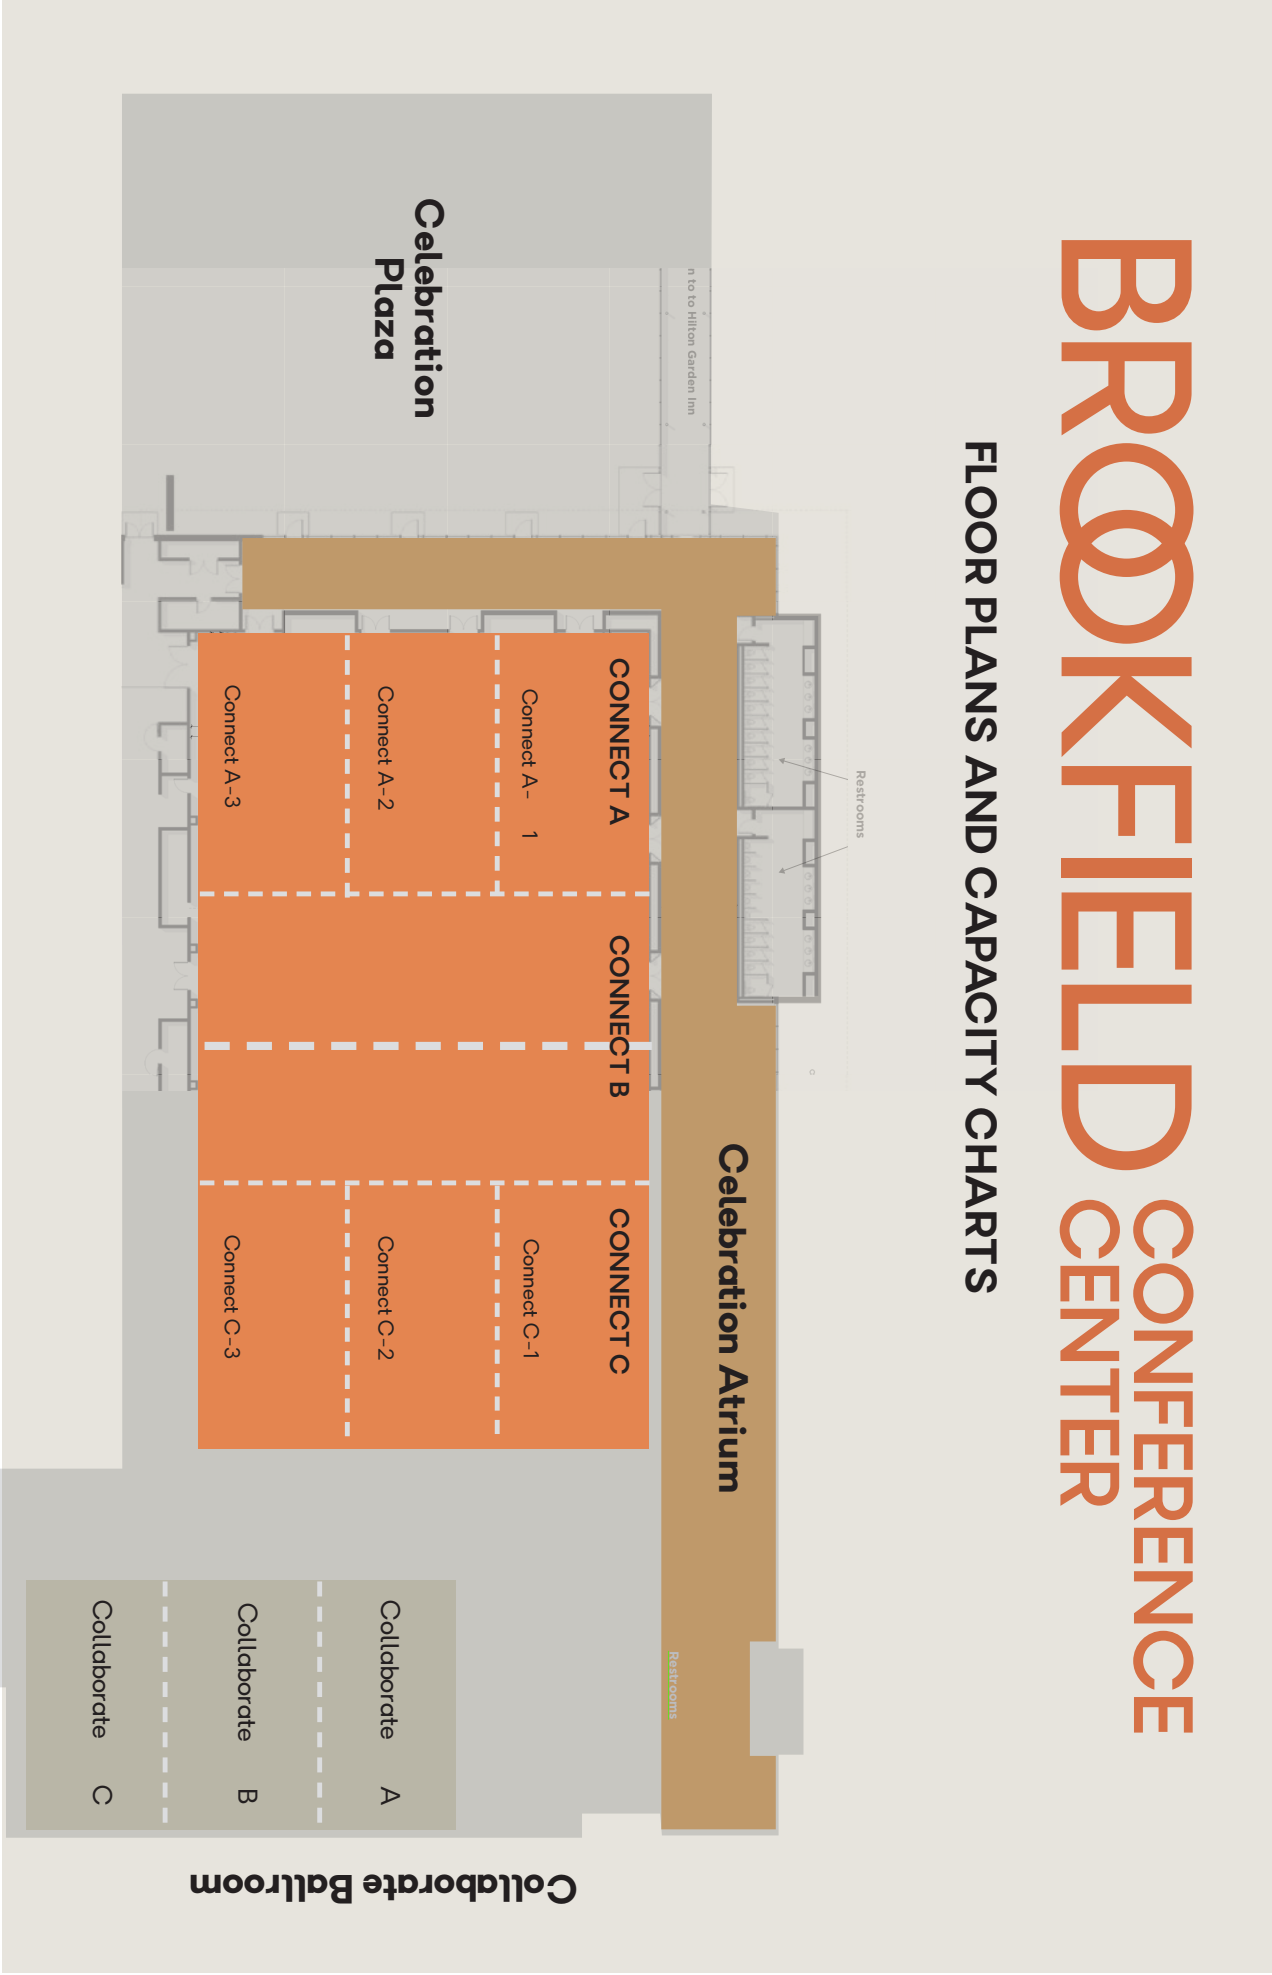 BROOKFIELD
CONFERENCE
CENTER
FLOOR PLANS AND CAPACITY CHARTS
Restrooms
n to to Hilton Garden Inn
Celebration
Plaza
Celebration Atrium
CONNECT A
CONNECT B
CONNECT C
Connect A- 1
Connect C-1
Connect A-2
Connect C-2
Connect A-3
Connect C-3
Restrooms
Collaborate A
Collaborate B
Collaborate C
Collaborate Ballroom